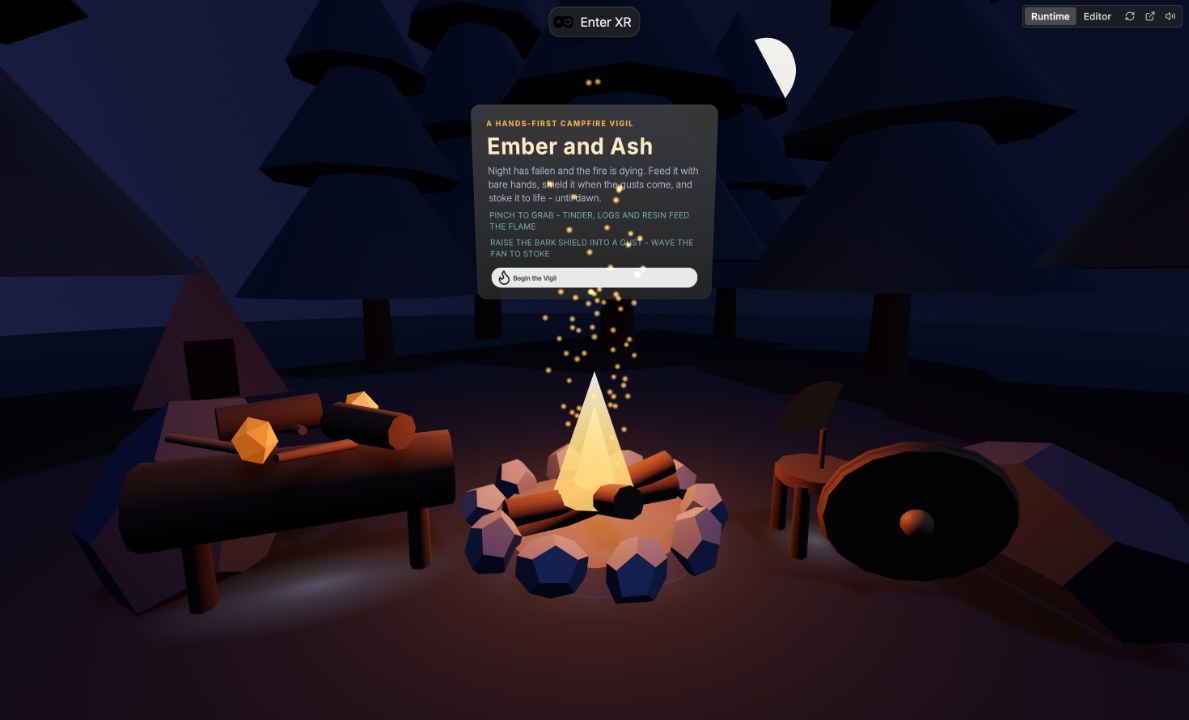 Enter XR
Runtime Editor
A HANDS-FIRST CAMPFIRE VIGIL
Ember and Ash
Night has fallen and the fire is dying. Feed it with
bare hands, shield it when the gusts come, and
stoke it to life - until dawn.
PINCH TO GRAB - TINDER, LOGS AND RESIN FEED
THE FLAME
RAISE THE BARK SHIELD INTO A GUST - WAVE THE
FAN TO STOKE
Begin the Vigil